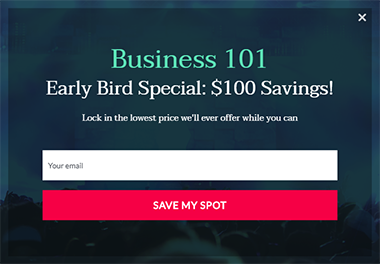 Business 101
Early Bird Special: $100 Savings!
Lock in the lowest price we'll ever offer while you can
Your email
SAVE MY SPOT